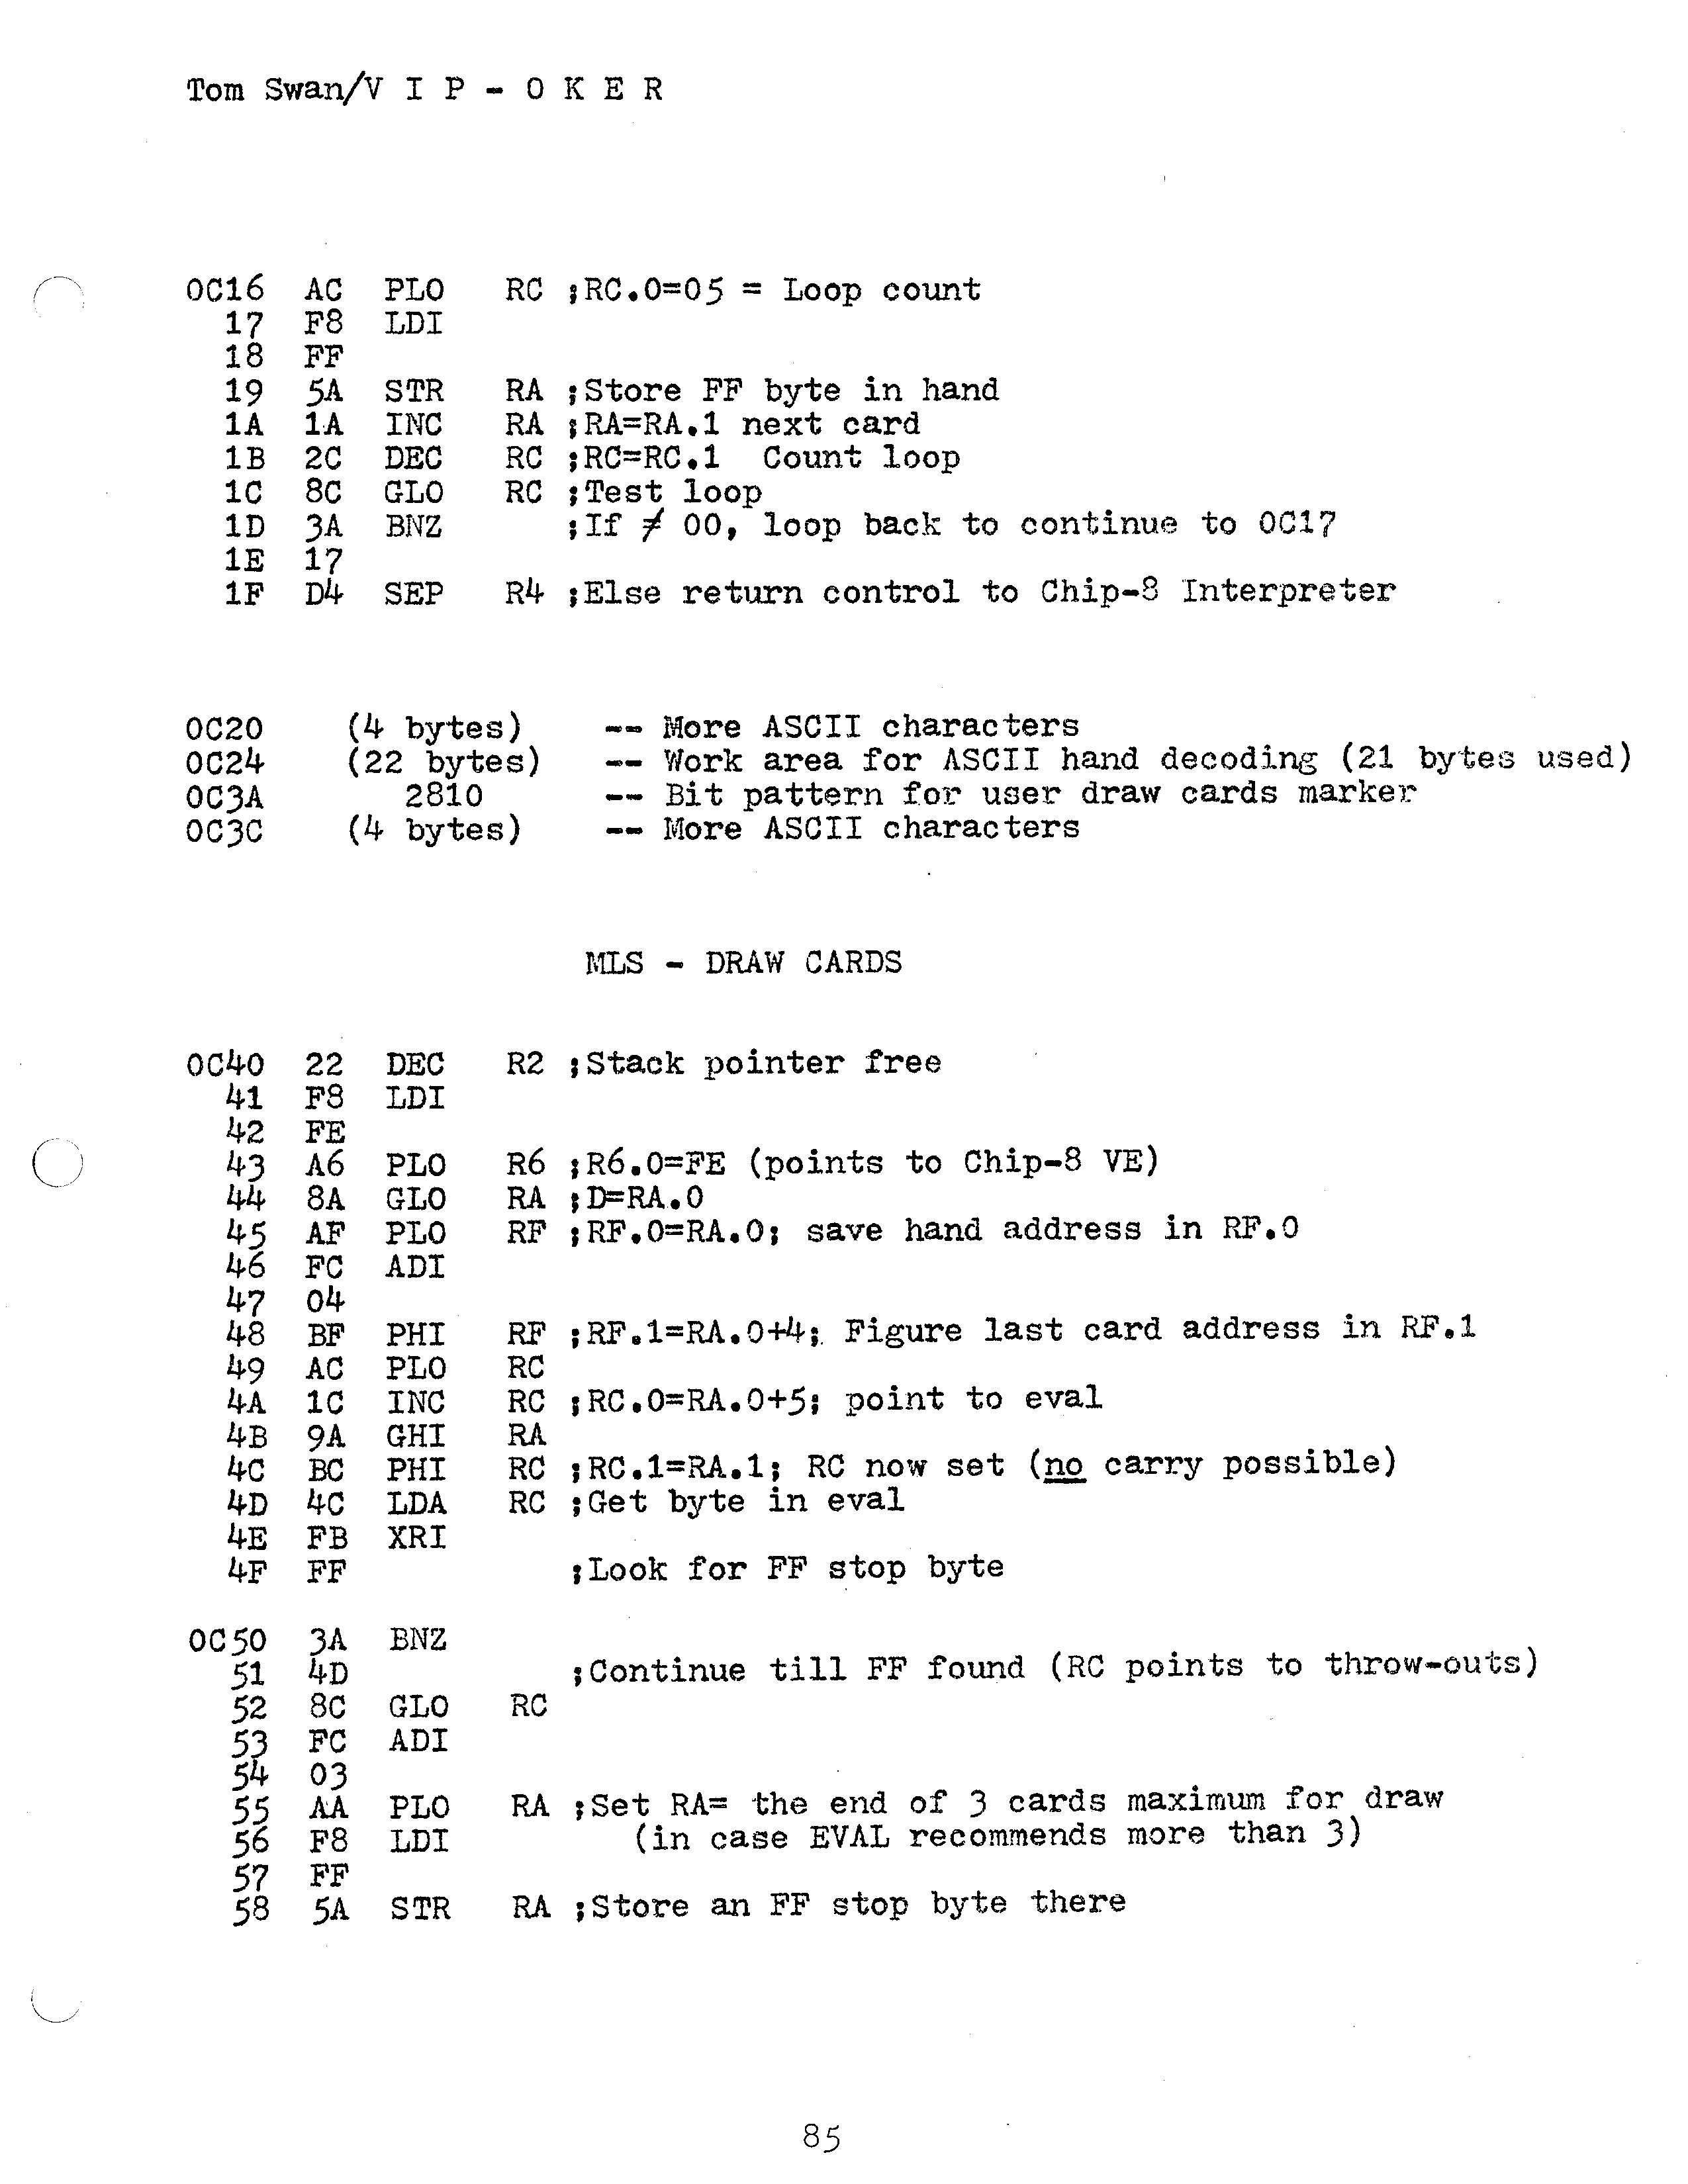 Tom Swan/V I P - O K E R
0C16 AC PLO RC ;RC.0=05 = Loop count
17 F8 LDI
18 FF
19 5A STR RA ;Store FF byte in hand
1A 1A INC RA ;RA=RA.1 next card
1B 2C DEC RC ;RC=RC.1 Count loop
1C 8C GLO RC ;Test loop
1D 3A BNZ ;If ≠ 00, loop back to continue to 0C17
1E 17
1F D4 SEP R4 ;Else return control to Chip-8 Interpreter
0C20 (4 bytes) -- More ASCII characters
0C24 (22 bytes) -- Work area for ASCII hand decoding (21 bytes used)
0C3A 2810 -- Bit pattern for user draw cards marker
0C3C (4 bytes) -- More ASCII characters
MLS - DRAW CARDS
0C40 22 DEC R2 ;Stack pointer free
41 F8 LDI
42 FE
43 A6 PLO R6 ;R6.0=FE (points to Chip-8 VE)
44 8A GLO RA ;D=RA.0
45 AF PLO RF ;RF.0=RA.0; save hand address in RF.0
46 FC ADI
47 04
48 BF PHI RF ;RF.1=RA.0+4; Figure last card address in RF.1
49 AC PLO RC
4A 1C INC RC ;RC.0=RA.0+5; point to eval
4B 9A GHI RA
4C BC PHI RC ;RC.1=RA.1; RC now set (no carry possible)
4D 4C LDA RC ;Get byte in eval
4E FB XRI
4F FF ;Look for FF stop byte
0C50 3A BNZ
51 4D ;Continue till FF found (RC points to throw-outs)
52 8C GLO RC
53 FC ADI
54 03
55 AA PLO RA ;Set RA= the end of 3 cards maximum for draw
56 F8 LDI (in case EVAL recommends more than 3)
57 FF
58 5A STR RA ;Store an FF stop byte there
85